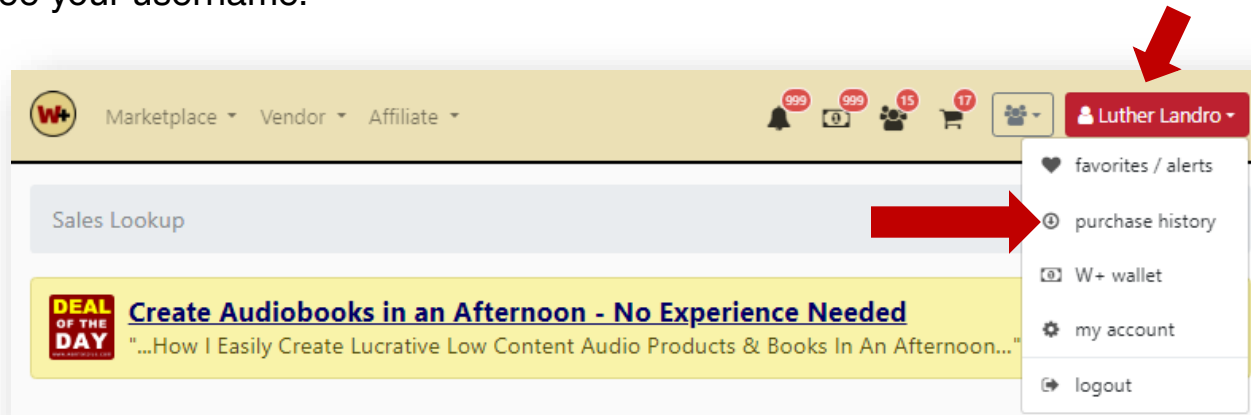 your username.
W+ Marketplace Vendor Affiliate 999 999 15 17 Luther Landro
favorites / alerts
Sales Lookup
purchase history
W+ wallet
DEAL OF THE DAY
Create Audiobooks in an Afternoon - No Experience Needed
"...How I Easily Create Lucrative Low Content Audio Products & Books In An Afternoon..."
my account
logout